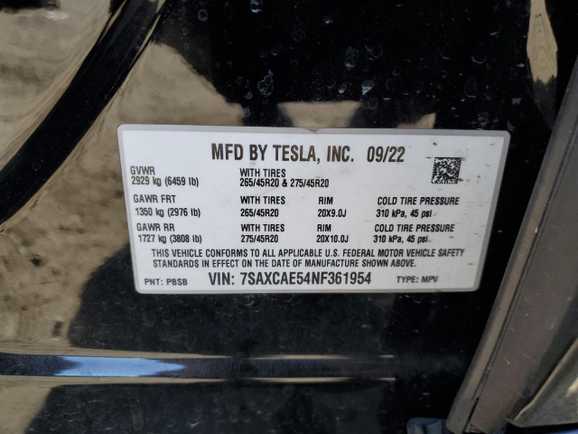 MFD BY TESLA, INC. 09/22
GVWR WITH TIRES
2929 kg (6459 lb) 265/45R20 & 275/45R20
GAWR FRT WITH TIRES RIM COLD TIRE PRESSURE
1350 kg (2976 lb) 265/45R20 20X9.0J 310 kPa, 45 psi
GAWR RR WITH TIRES RIM COLD TIRE PRESSURE
1727 kg (3808 lb) 275/45R20 20X10.0J 310 kPa, 45 psi
THIS VEHICLE CONFORMS TO ALL APPLICABLE U.S. FEDERAL MOTOR VEHICLE SAFETY
STANDARDS IN EFFECT ON THE DATE OF MANUFACTURE SHOWN ABOVE.
PNT: PBSB VIN: 7SAXCAE54NF361954 TYPE: MPV